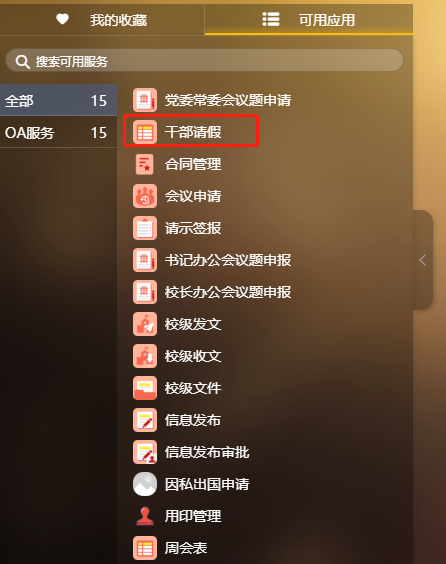 我的收藏
可用应用
搜索可用服务
全部 15
OA服务 15
党委常委会议题申请
干部请假
合同管理
会议申请
请示签报
书记办公会议题申报
校长办公会议题申报
校级发文
校级收文
校级文件
信息发布
信息发布审批
因私出国申请
用印管理
周会表